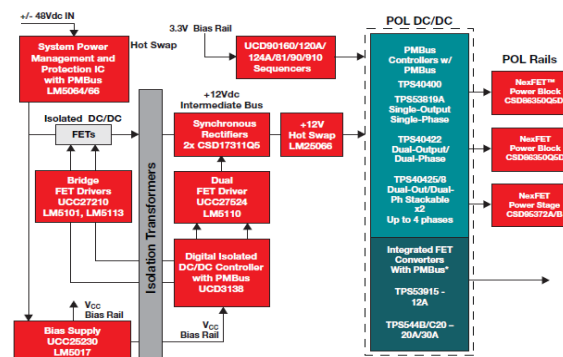 +/- 48Vdc IN
System Power
Management and
Protection IC
with PMBus
LM5064/66
Hot Swap
3.3V Bias Rail
UCD90160/120A/
124A/81/90/910
Sequencers
POL DC/DC
PMBus
Controllers w/
PMBus
TPS40400
TPS53819A
Single-Output
Single-Phase
TPS40422
Dual-Output/
Dual-Phase
TPS40425/8
Dual-Out/Dual-
Ph Stackable
x2
Up to 4 phases
Integrated FET
Converters
With PMBus*
TPS53915 -
12A
TPS544B/C20 –
20A/30A
POL Rails
NexFET™
Power Block
CSD86350Q5D
NexFET
Power Block
CSD86350Q5D
NexFET
Power Stage
CSD95372A/B
Isolated DC/DC
FETs
+12Vdc
Intermediate Bus
Synchronous
Rectifiers
2x CSD17311Q5
+12V
Hot Swap
LM25066
Bridge
FET Drivers
UCC27210
LM5101, LM5113
Isolation Transformers
Dual
FET Driver
UCC27524
LM5110
Digital Isolated
DC/DC Controller
with PMBus
UCD3138
VCC
Bias Rail
VCC
Bias Rail
Bias Supply
UCC25230
LM5017